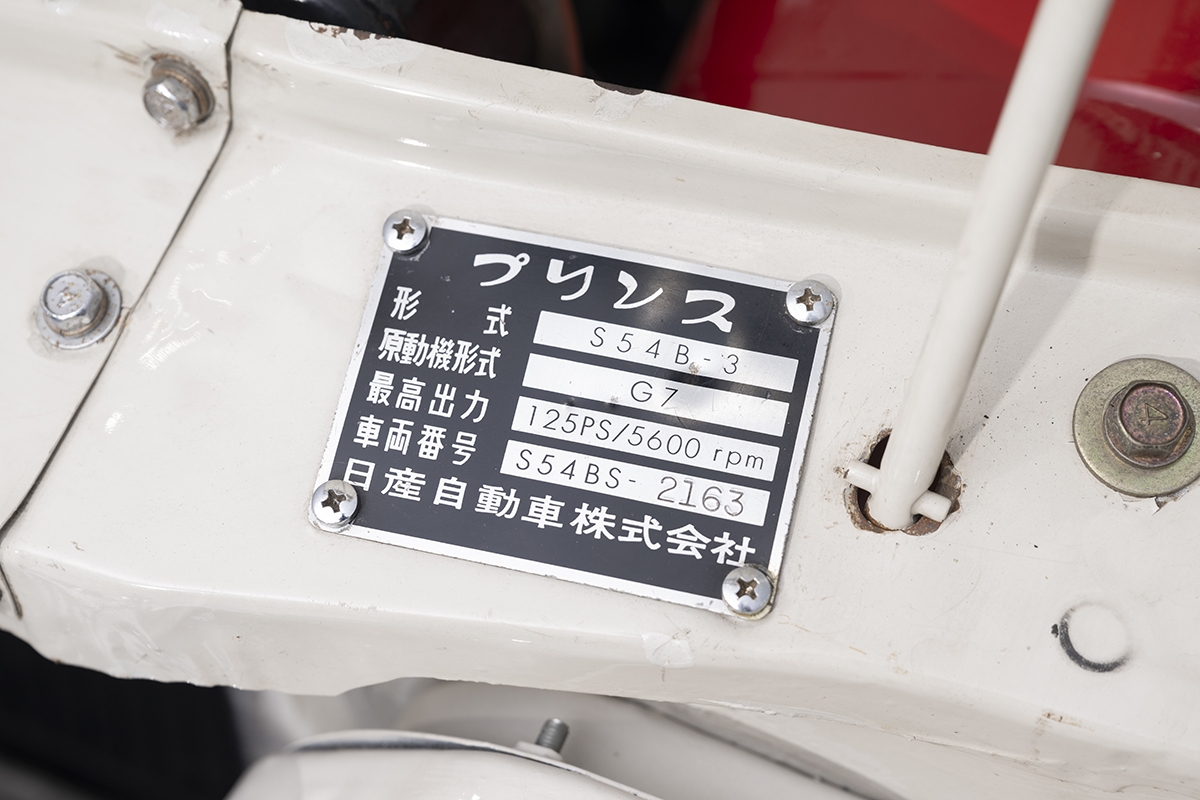 プリンス
形式 S54B-3
原動機形式 G7
最高出力 125PS/5600 rpm
車両番号 S54BS-2163
日産自動車株式会社
4